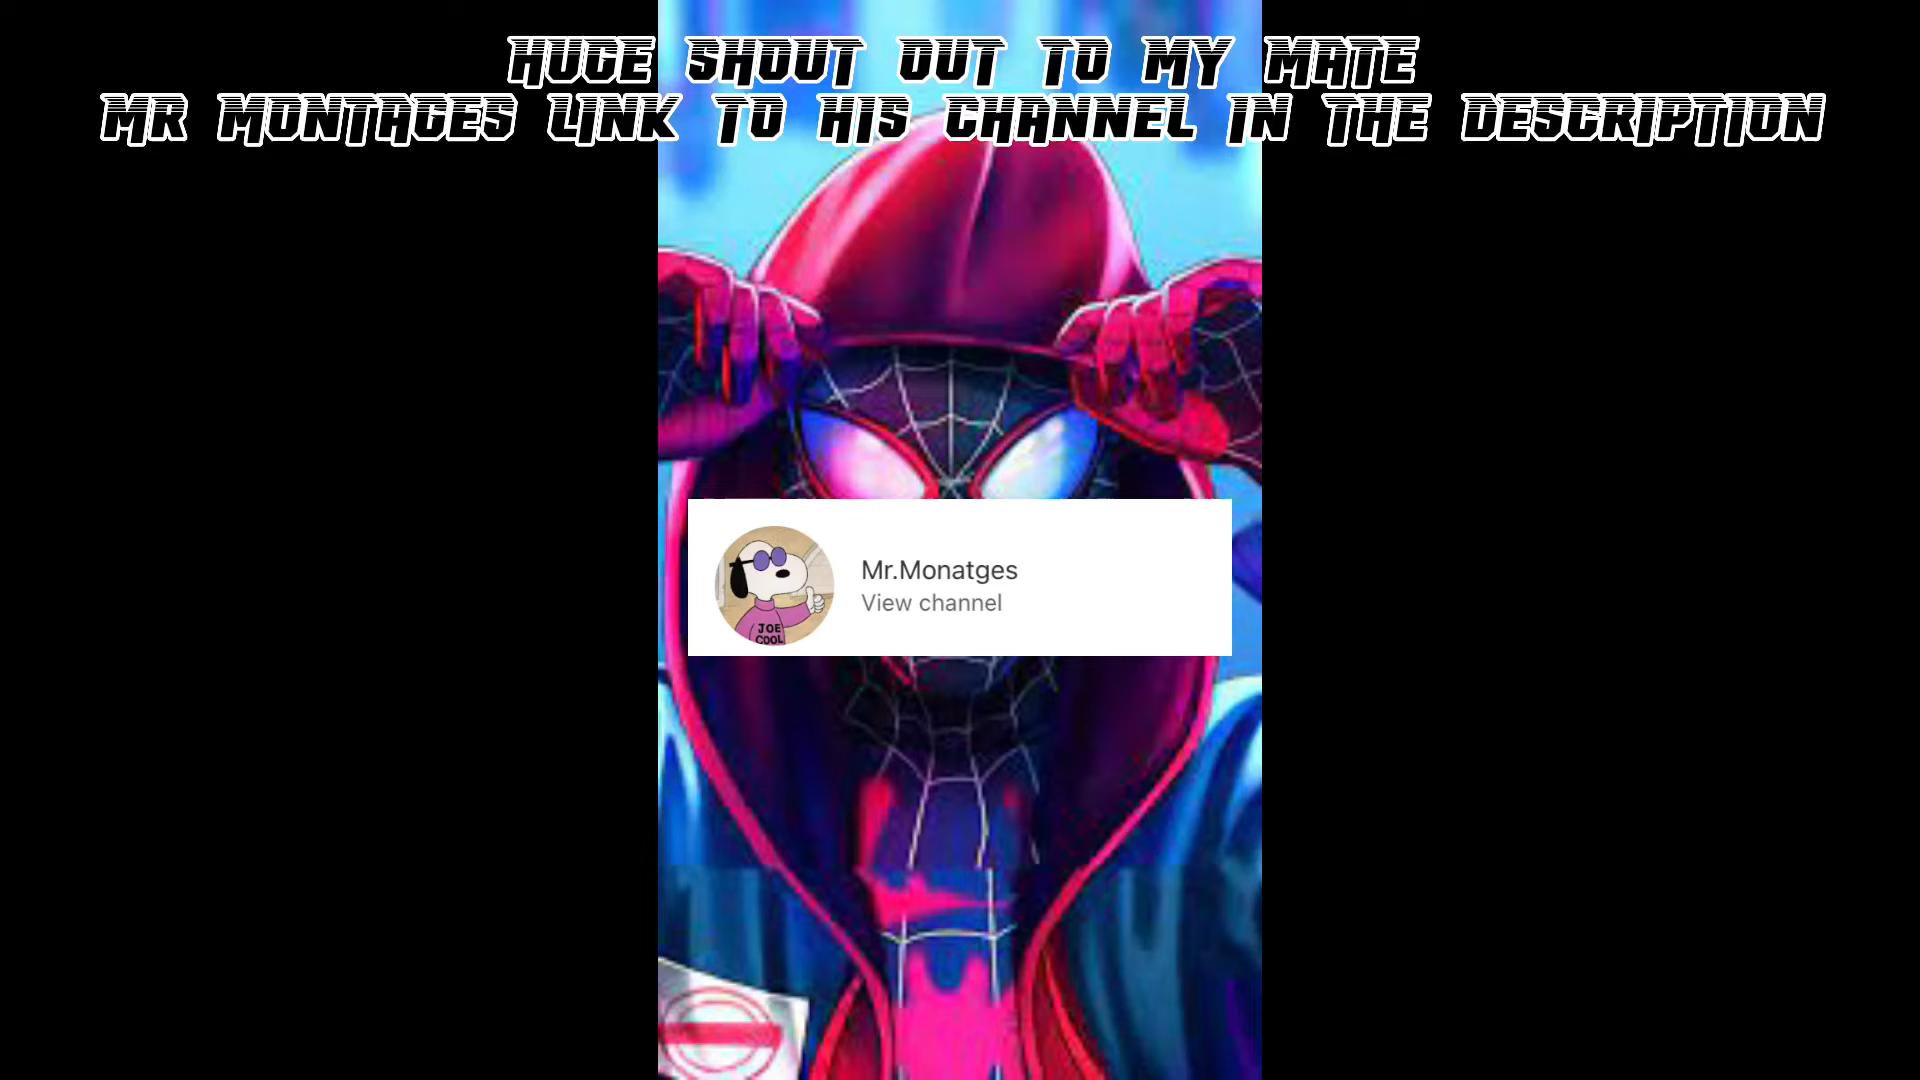 HUGE SHOUT OUT TO MY MATE
MR MONTAGES LINK TO HIS CHANNEL IN THE DESCRIPTION
Mr.Monatges
View channel
JOE
COOL